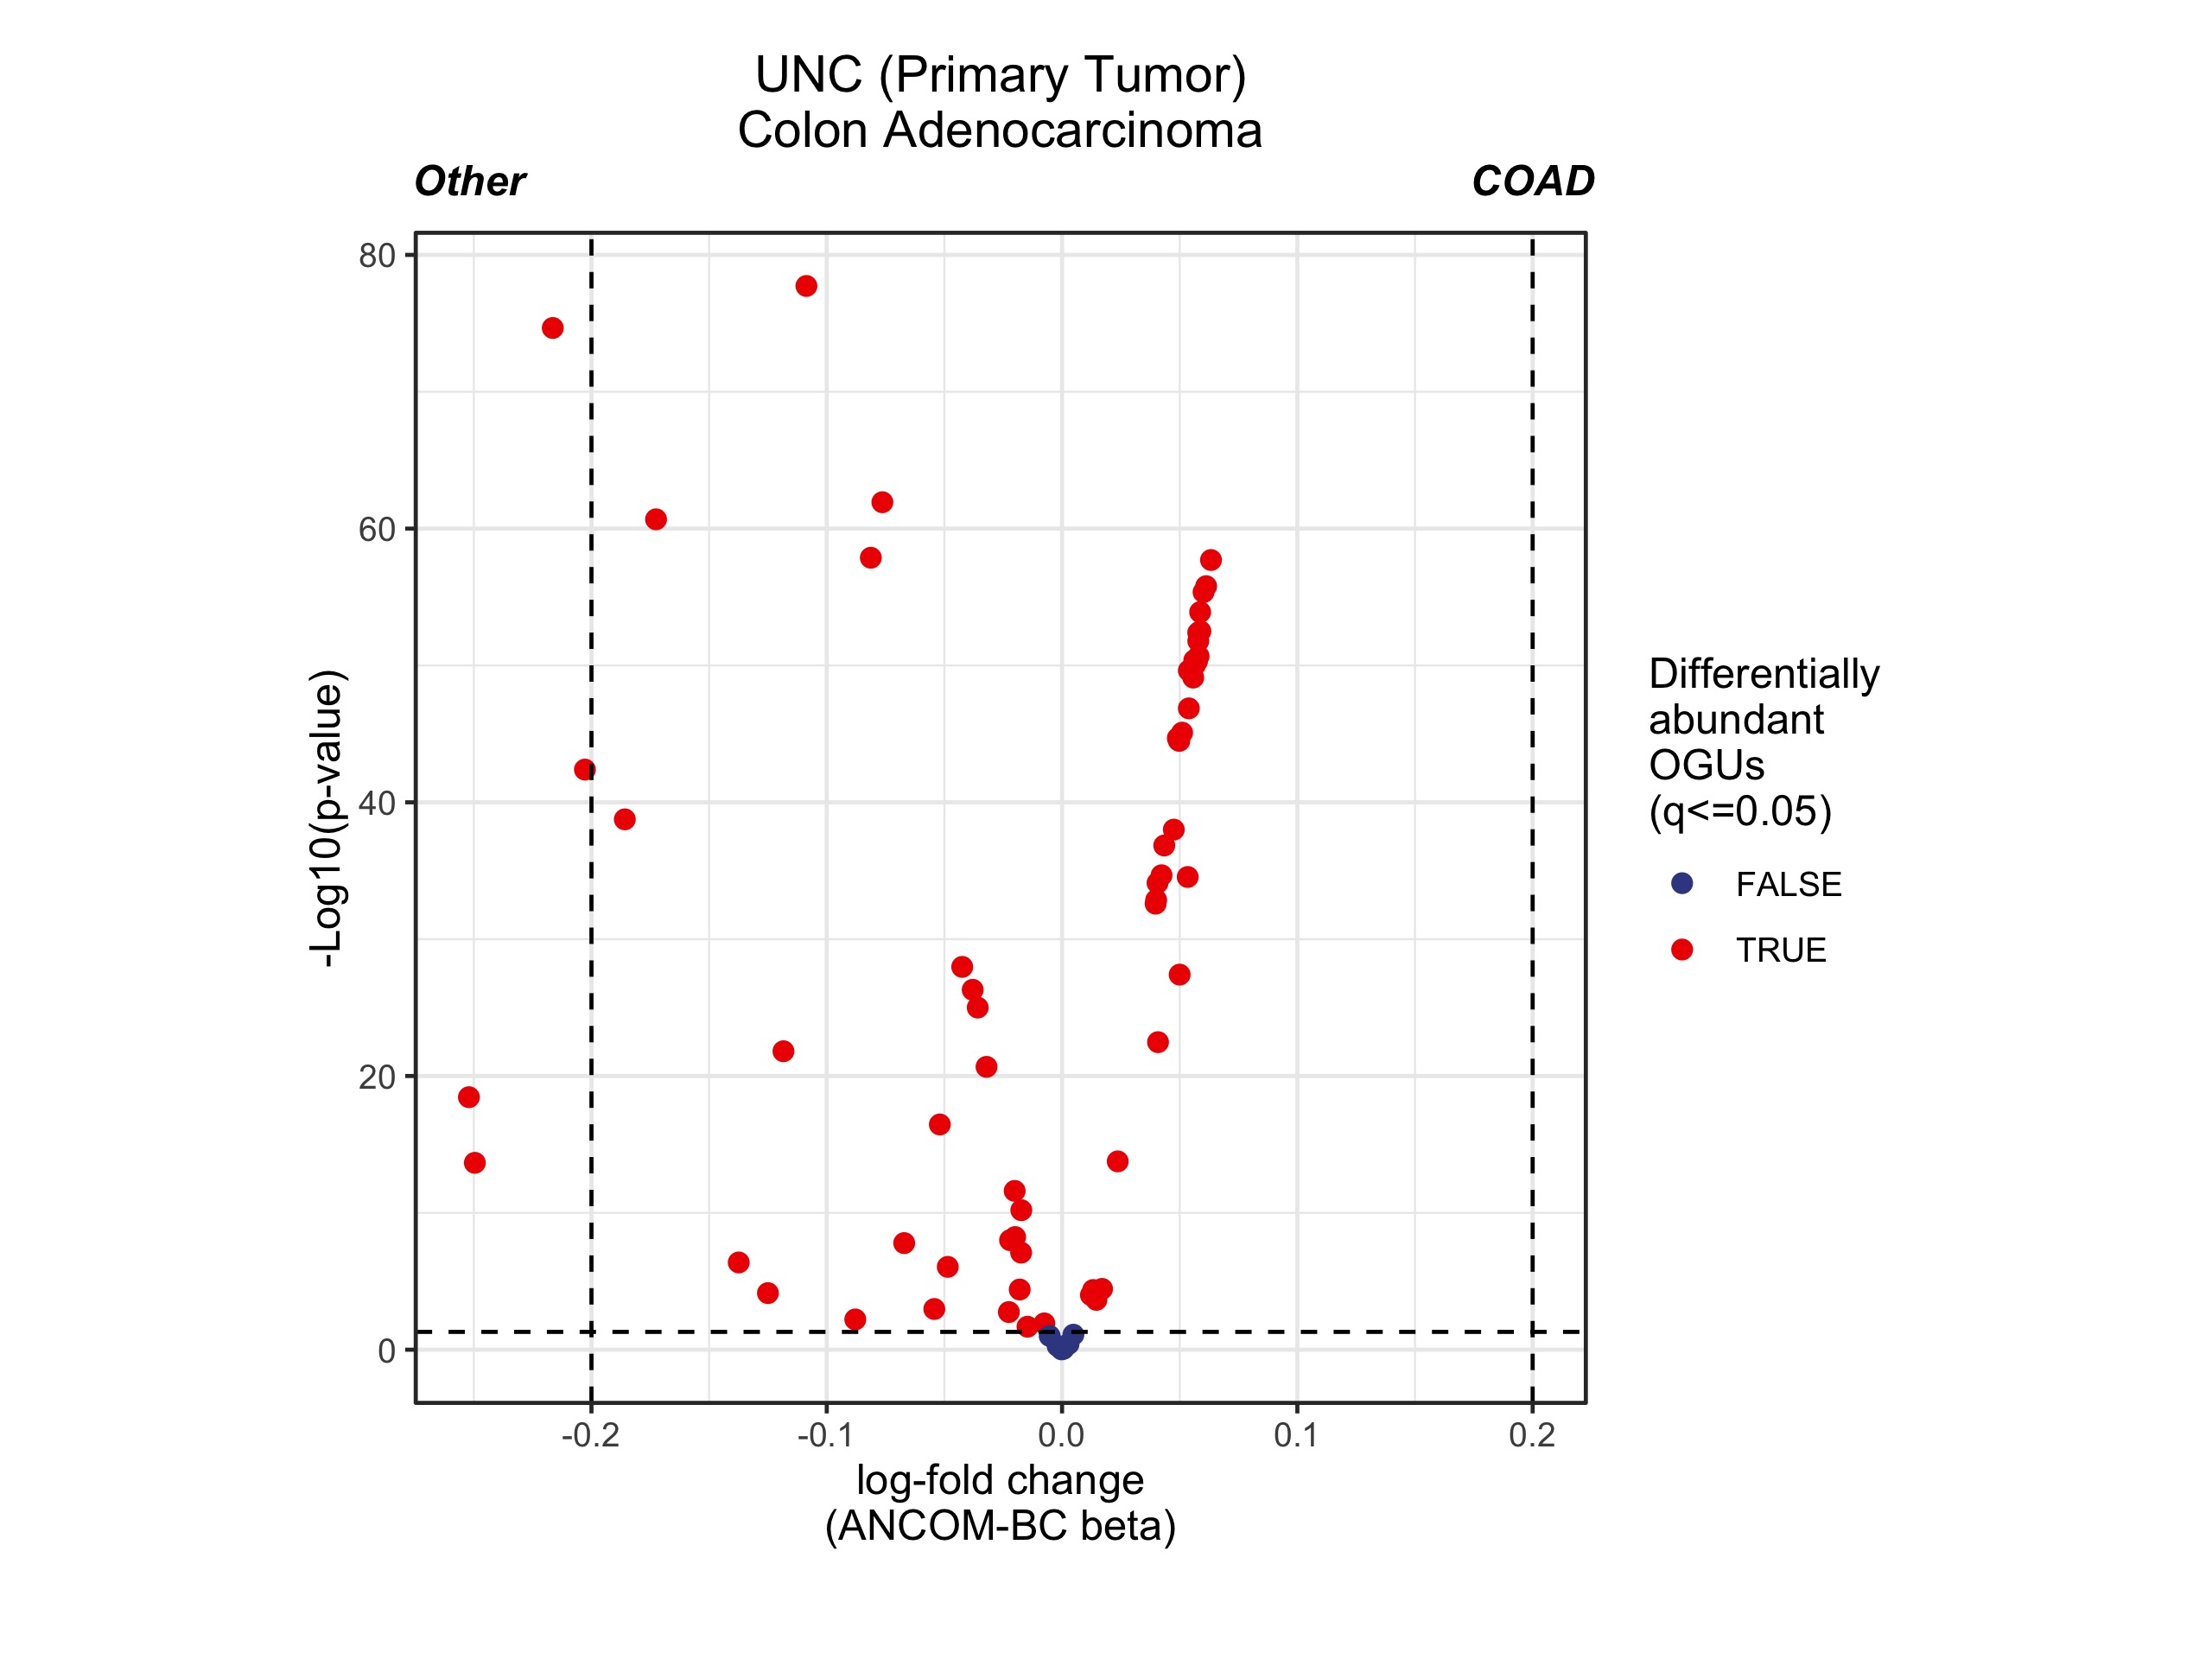 UNC (Primary Tumor)
Colon Adenocarcinoma
Other COAD
80
60
40
20
0
-Log10(p-value)
-0.2 -0.1 0.0 0.1 0.2
log-fold change
(ANCOM-BC beta)
Differentially
abundant
OGUs
(q<=0.05)
FALSE
TRUE